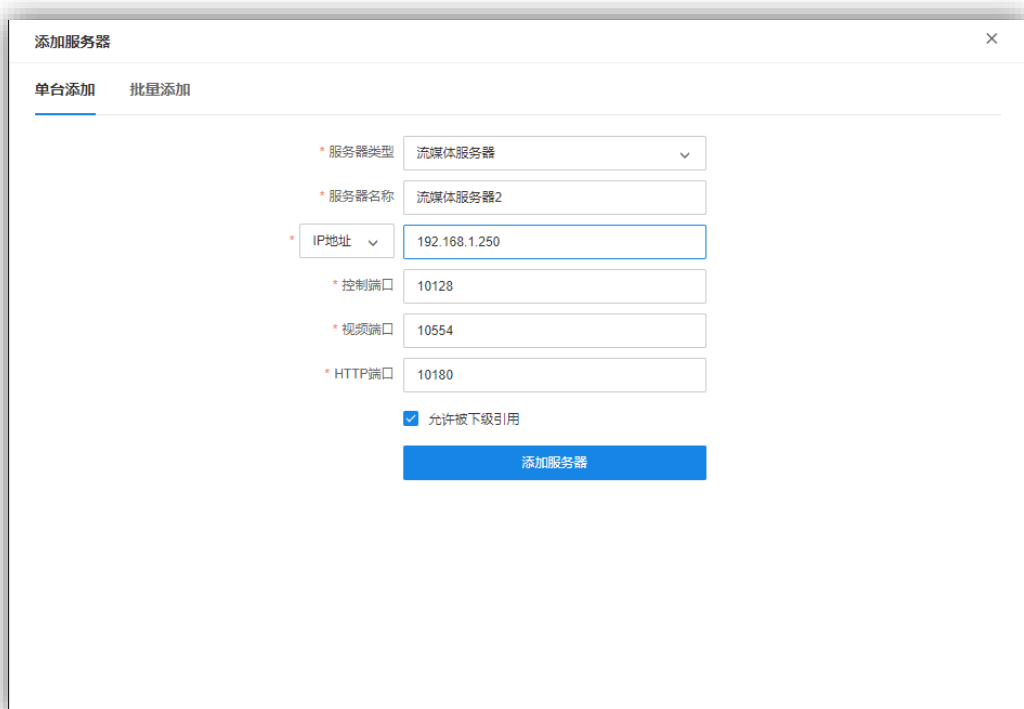 添加服务器
单台添加 批量添加
* 服务器类型 流媒体服务器
* 服务器名称 流媒体服务器2
* IP地址 192.168.1.250
* 控制端口 10128
* 视频端口 10554
* HTTP端口 10180
允许被下级引用
添加服务器